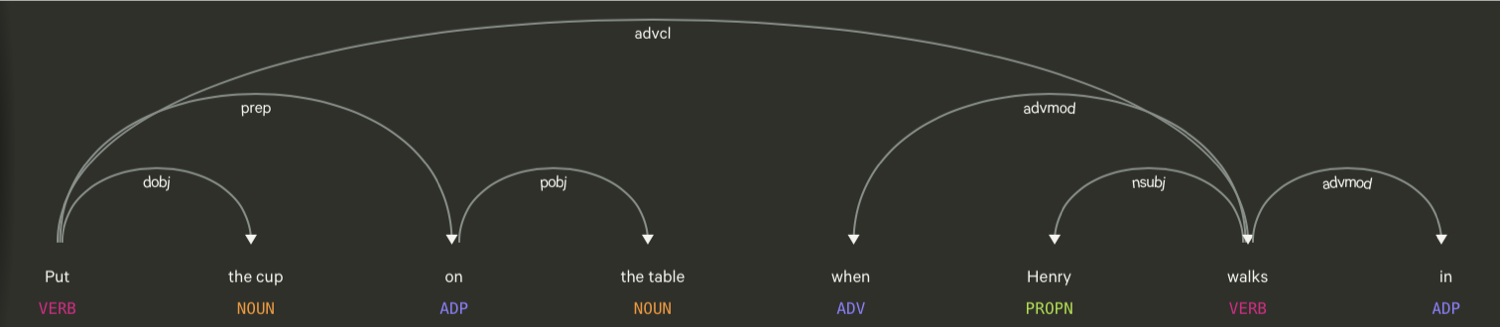 advcl
prep advmod
dobj pobj nsubj advmod
Put the cup on the table when Henry walks in
VERB NOUN ADP NOUN ADV PROPN VERB ADP